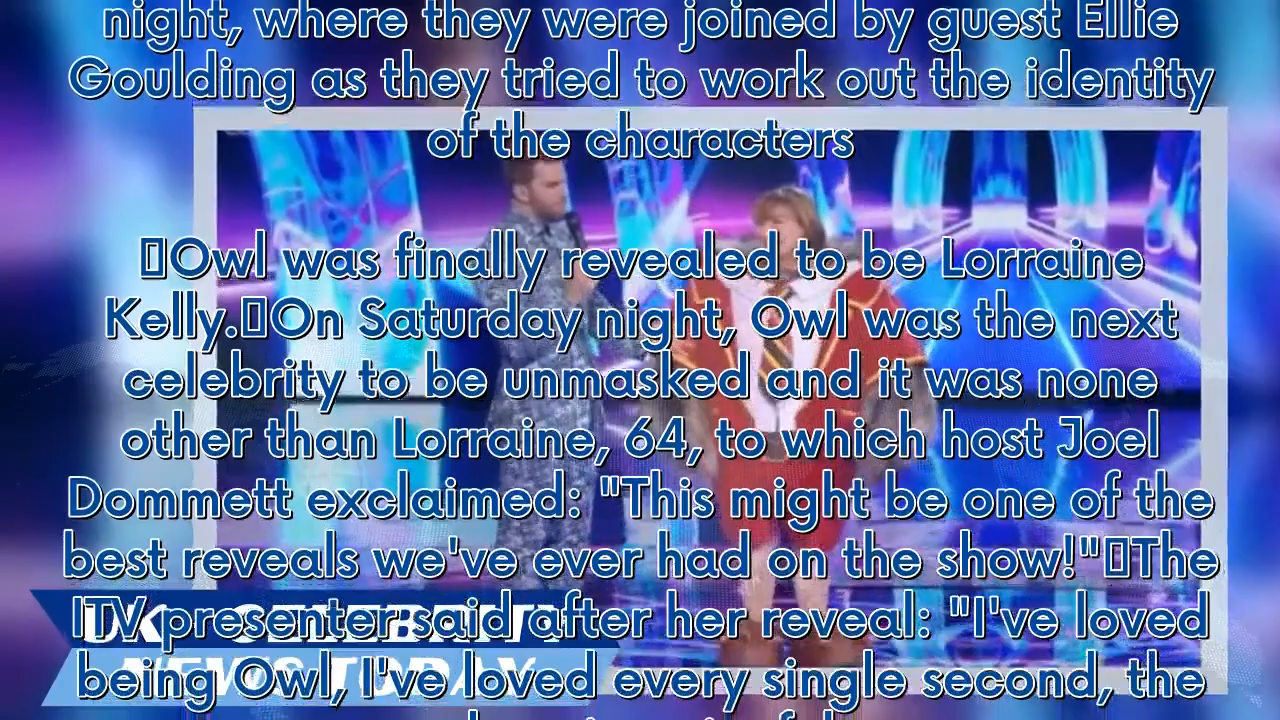 night, where they were joined by guest Ellie
Goulding as they tried to work out the identity
of the characters
Owl was finally revealed to be Lorraine
Kelly. On Saturday night, Owl was the next
celebrity to be unmasked and it was none
other than Lorraine, 64, to which host Joel
Dommett exclaimed: "This might be one of the
best reveals we've ever had on the show!" The
ITV presenter said after her reveal: "I've loved
being Owl, I've loved every single second, the
UK CELEBRITY
NEWS TODAY